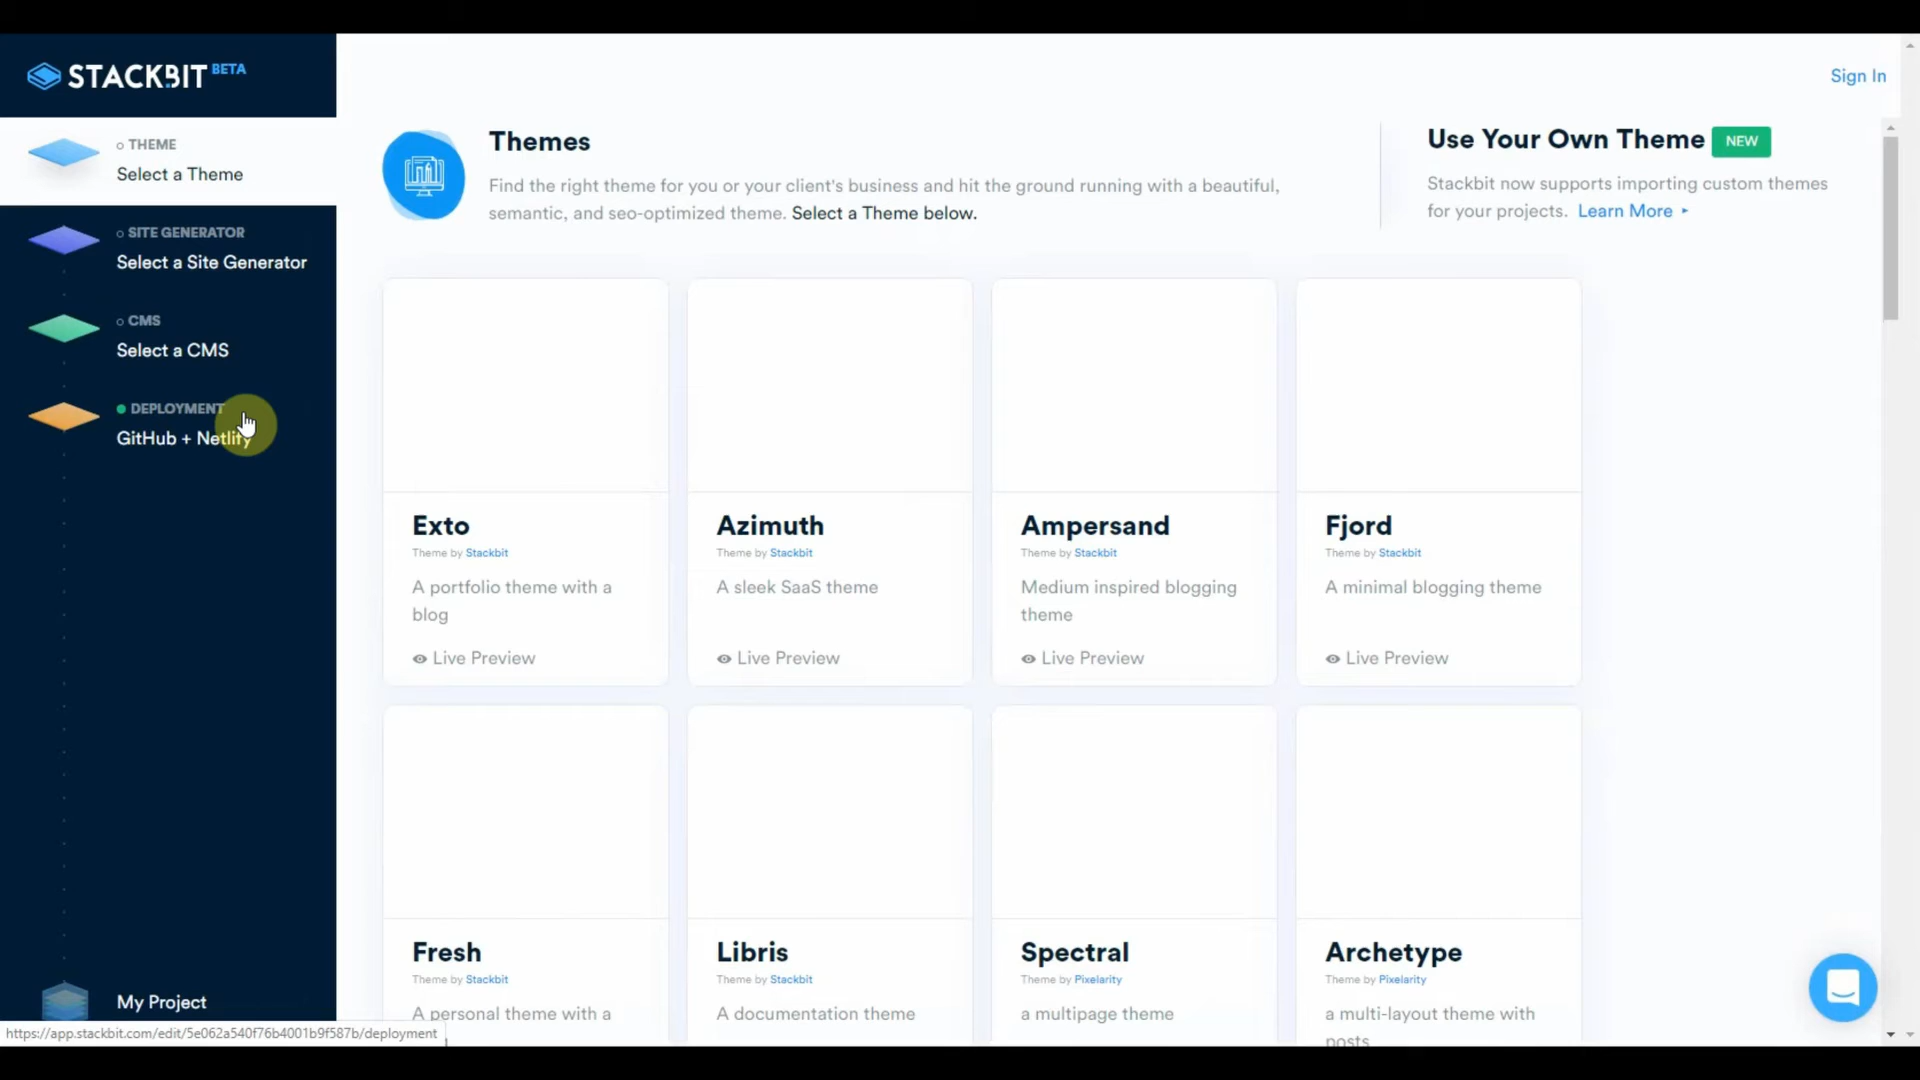 STACKBIT BETA
Sign In
THEME
Select a Theme
SITE GENERATOR
Select a Site Generator
CMS
Select a CMS
DEPLOYMENT
GitHub + Netlify
My Project
Themes
Find the right theme for you or your client's business and hit the ground running with a beautiful,
semantic, and seo-optimized theme. Select a Theme below.
Use Your Own Theme NEW
Stackbit now supports importing custom themes
for your projects. Learn More
Exto
Theme by Stackbit
A portfolio theme with a
blog
Live Preview
Azimuth
Theme by Stackbit
A sleek SaaS theme
Live Preview
Ampersand
Theme by Stackbit
Medium inspired blogging
theme
Live Preview
Fjord
Theme by Stackbit
A minimal blogging theme
Live Preview
Fresh
Theme by Stackbit
A personal theme with a
Libris
Theme by Stackbit
A documentation theme
Spectral
Theme by Pixelarity
a multipage theme
Archetype
Theme by Pixelarity
a multi-layout theme with
posts
https://app.stackbit.com/edit/5e062a540f76b4001b9f587b/deployment